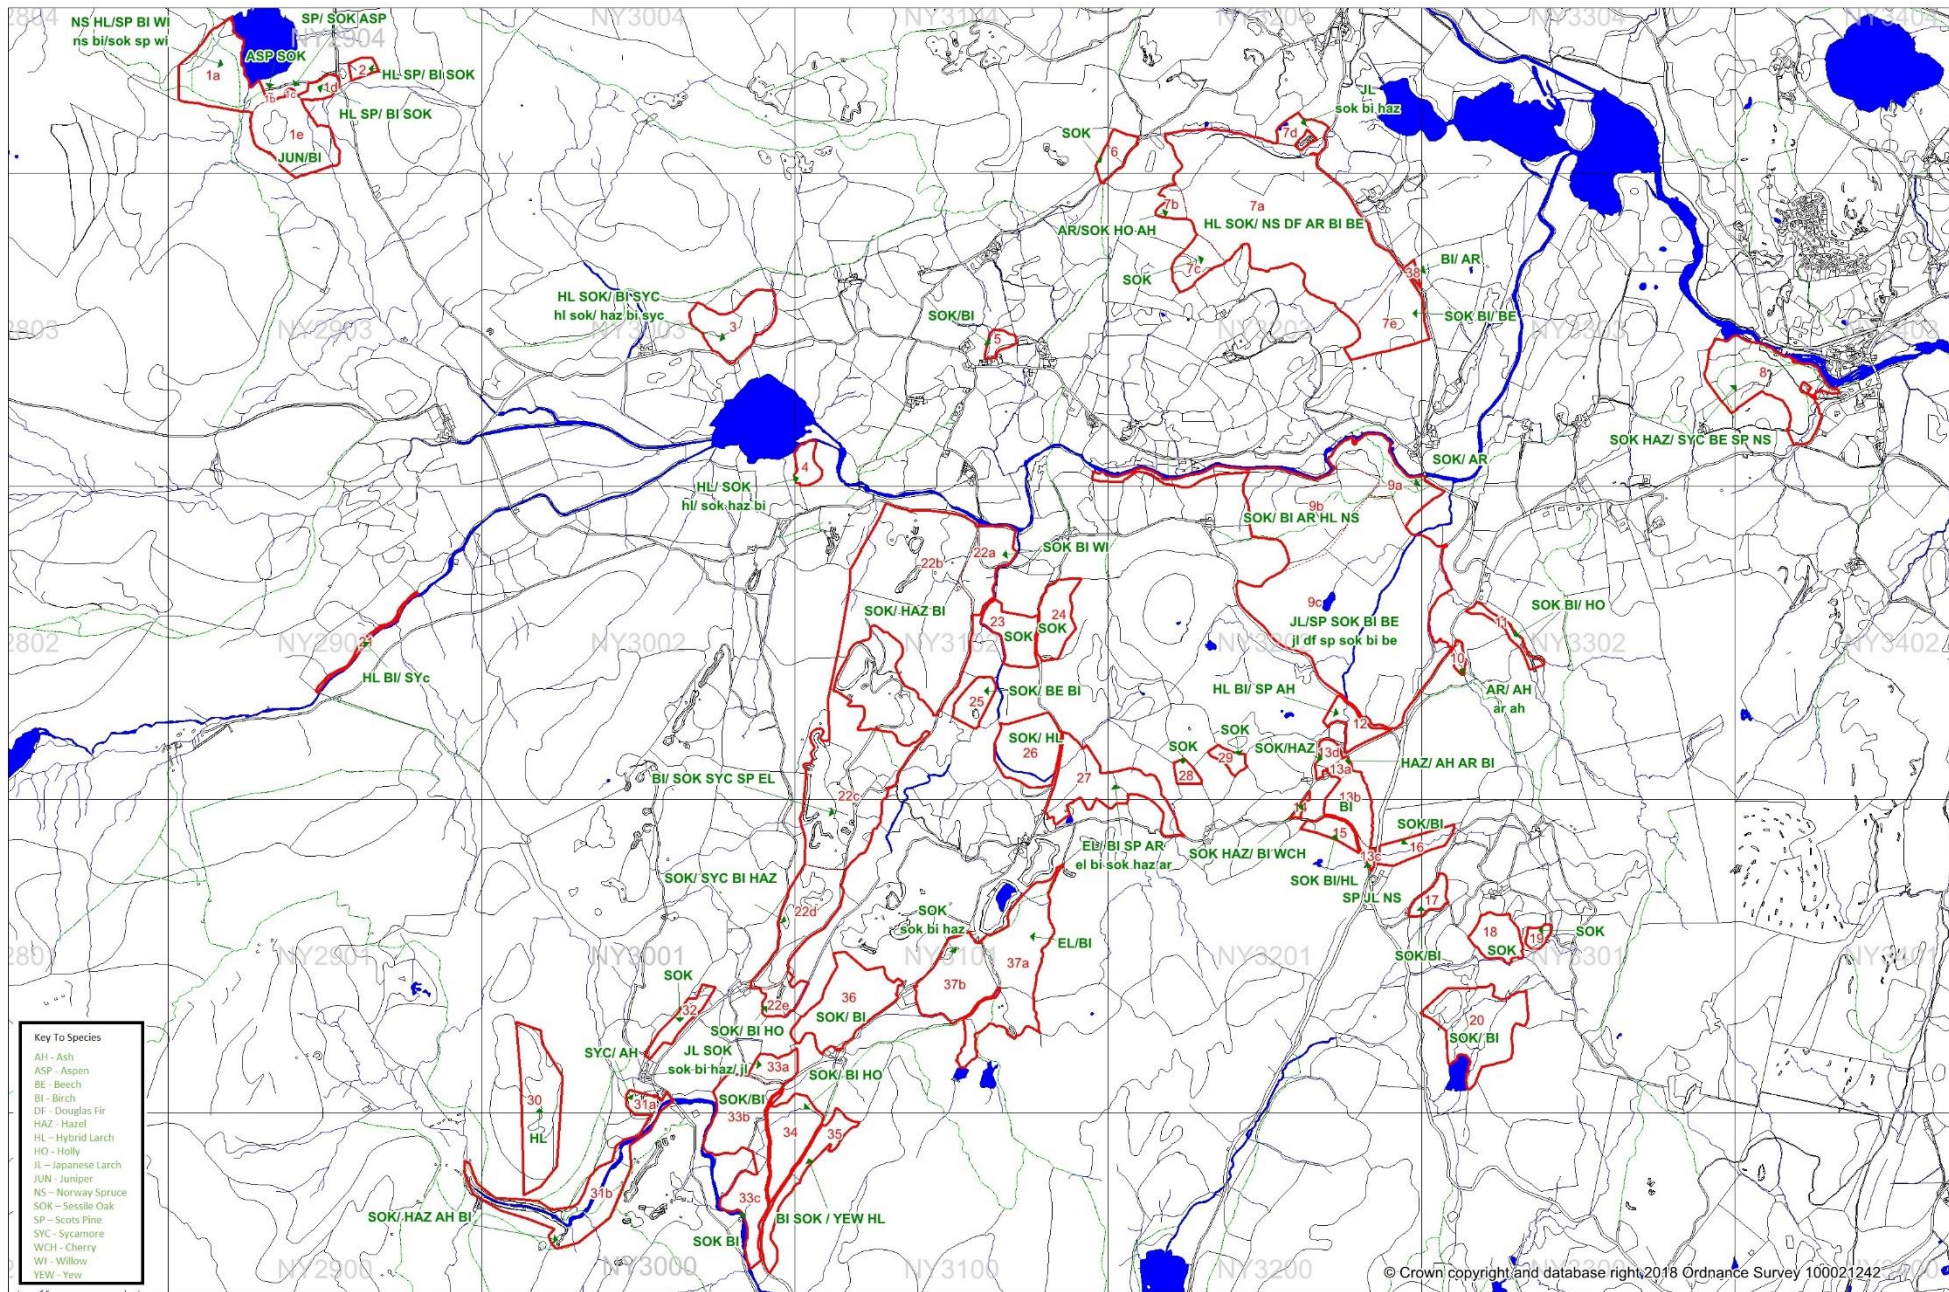 NY3004
NY3104
NY3204
NY3304
NY3404
2804
NS HL/SP BI WI
ns bi/sok sp wi
SP/ SOK ASP
NY2904
ASP SOK
1a
2
HL SP/ BI SOK
1b
1c
1d
HL SP/ BI SOK
1e
JUN/BI
JL
sok bi haz
7d
SOK
6
7b
7a
AR/SOK HO AH
HL SOK/ NS DF AR BI BE
SOK
7c
38
BI/ AR
HL SOK/ BI SYC
hl sok/ haz bi syc
2803
NY2903
NY3003
3
SOK/BI
5
NY3103
NY3203
7e
SOK BI/ BE
NY3303
NY3403
8
SOK HAZ/ SYC BE SP NS
4
HL/ SOK
hl/ sok haz bi
SOK/ AR
9a
9b
SOK/ BI AR HL NS
22b
22a
SOK BI WI
SOK/ HAZ BI
23
SOK
24
SOK
9c
JL/SP SOK BI BE
jl df sp sok bi be
SOK BI/ HO
11
2802
NY2902
21
HL BI/ SYc
NY3002
NY3102
NY3202
NY3302
NY3402
10
AR/ AH
ar ah
25
SOK/ BE BI
HL BI/ SP AH
12
SOK/ HL
26
SOK
28
SOK
29
SOK/HAZ
13d
13a
HAZ/ AH AR BI
27
BI/ SOK SYC SP EL
22c
14
13b
BI
15
SOK/BI
16
EL/ BI SP AR
el bi sok haz ar
SOK HAZ/ BI WCH
13c
SOK BI/HL
SP JL NS
SOK/ SYC BI HAZ
22d
SOK
sok bi haz
17
SOK/BI
18
SOK
19
SOK
EL/BI
37a
37b
2801
NY2901
NY3001
NY3101
NY3201
NY3301
NY3401
SOK
32
22e
36
SOK/ BI
SOK/ BI HO
20
SOK/ BI
SYC/ AH
JL SOK
sok bi haz/ jl
33a
SOK/ BI HO
30
HL
31a
SOK/BI
33b
34
35
31b
33c
SOK/ HAZ AH BI
SOK BI
BI SOK / YEW HL
NY2900
NY3000
NY3100
NY3200
Key To Species
AH - Ash
ASP - Aspen
BE - Beech
BI - Birch
DF - Douglas Fir
HAZ - Hazel
HL – Hybrid Larch
HO - Holly
JL – Japanese Larch
JUN - Juniper
NS – Norway Spruce
SOK – Sessile Oak
SP – Scots Pine
SYC - Sycamore
WCH - Cherry
WI - Willow
YEW - Yew
© Crown copyright and database right 2018 Ordnance Survey 100021242